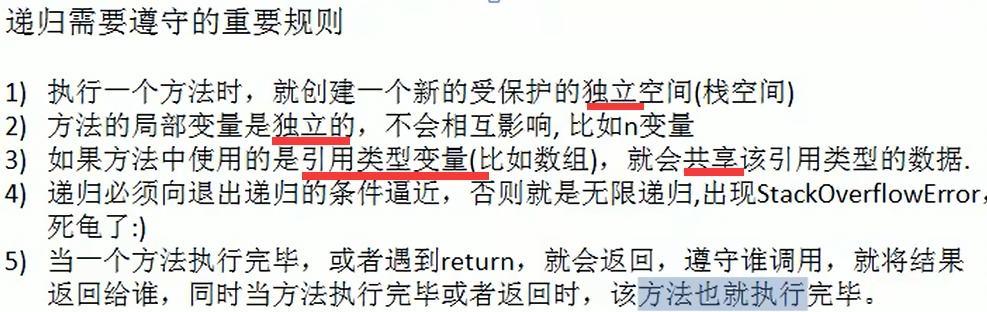 递归需要遵守的重要规则
1) 执行一个方法时，就创建一个新的受保护的独立空间(栈空间)
2) 方法的局部变量是独立的，不会相互影响, 比如n变量
3) 如果方法中使用的是引用类型变量(比如数组)，就会共享该引用类型的数据.
4) 递归必须向退出递归的条件逼近，否则就是无限递归,出现StackOverflowError，
死龟了:)
5) 当一个方法执行完毕，或者遇到return，就会返回，遵守谁调用，就将结果
返回给谁，同时当方法执行完毕或者返回时，该方法也就执行完毕。